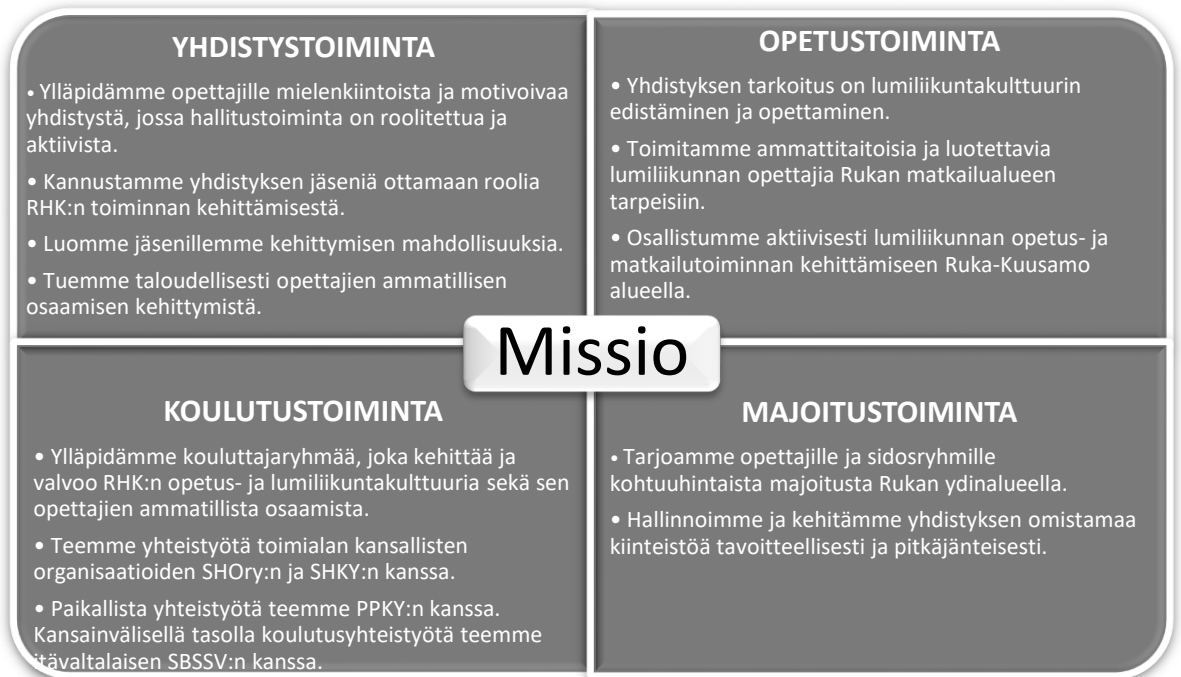 YHDISTYSTOIMINTA
• Ylläpidämme opettajille mielenkiintoista ja motivoivaa
yhdistystä, jossa hallitustoiminta on roolitettua ja
aktiivista.
• Kannustamme yhdistyksen jäseniä ottamaan roolia
RHK:n toiminnan kehittämisestä.
• Luomme jäsenillemme kehittymisen mahdollisuuksia.
• Tuemme taloudellisesti opettajien ammatillisen
osaamisen kehittymistä.
OPETUSTOIMINTA
• Yhdistyksen tarkoitus on lumiliikuntakulttuurin
edistäminen ja opettaminen.
• Toimitamme ammattitaitoisia ja luotettavia
lumiliikunnan opettajia Rukan matkailualueen
tarpeisiin.
• Osallistumme aktiivisesti lumiliikunnan opetus- ja
matkailutoiminnan kehittämiseen Ruka-Kuusamo
alueella.
Missio
KOULUTUSTOIMINTA
• Ylläpidämme kouluttajaryhmää, joka kehittää ja
valvoo RHK:n opetus- ja lumiliikuntakulttuuria sekä sen
opettajien ammatillista osaamista.
• Teemme yhteistyötä toimialan kansallisten
organisaatioiden SHOry:n ja SHKY:n kanssa.
• Paikallista yhteistyötä teemme PPKY:n kanssa.
Kansainvälisellä tasolla koulutusyhteistyötä teemme
itävaltalaisen SBSSV:n kanssa.
MAJOITUSTOIMINTA
• Tarjoamme opettajille ja sidosryhmille
kohtuuhintaista majoitusta Rukan ydinalueella.
• Hallinnoimme ja kehitämme yhdistyksen omistamaa
kiinteistöä tavoitteellisesti ja pitkäjänteisesti.